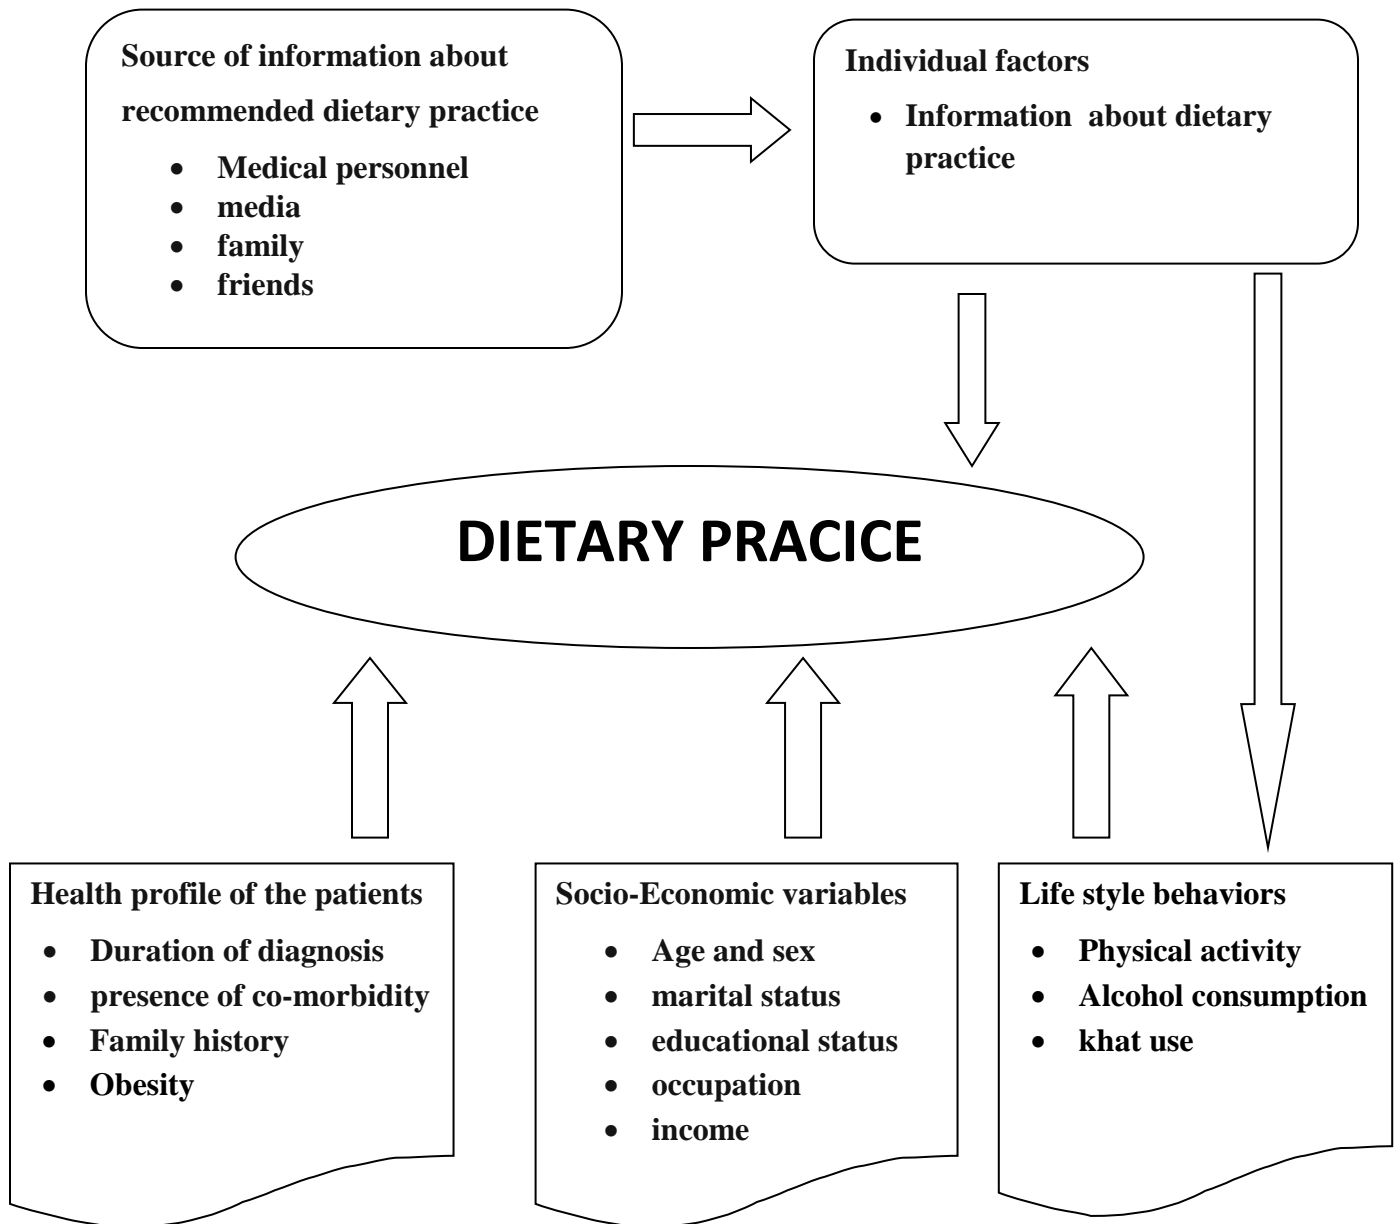 Source of information about
recommended dietary practice
• Medical personnel
• media
• family
• friends
Individual factors
• Information about dietary
practice
DIETARY PRACICE
Health profile of the patients
• Duration of diagnosis
• presence of co-morbidity
• Family history
• Obesity
Socio-Economic variables
• Age and sex
• marital status
• educational status
• occupation
• income
Life style behaviors
• Physical activity
• Alcohol consumption
• khat use